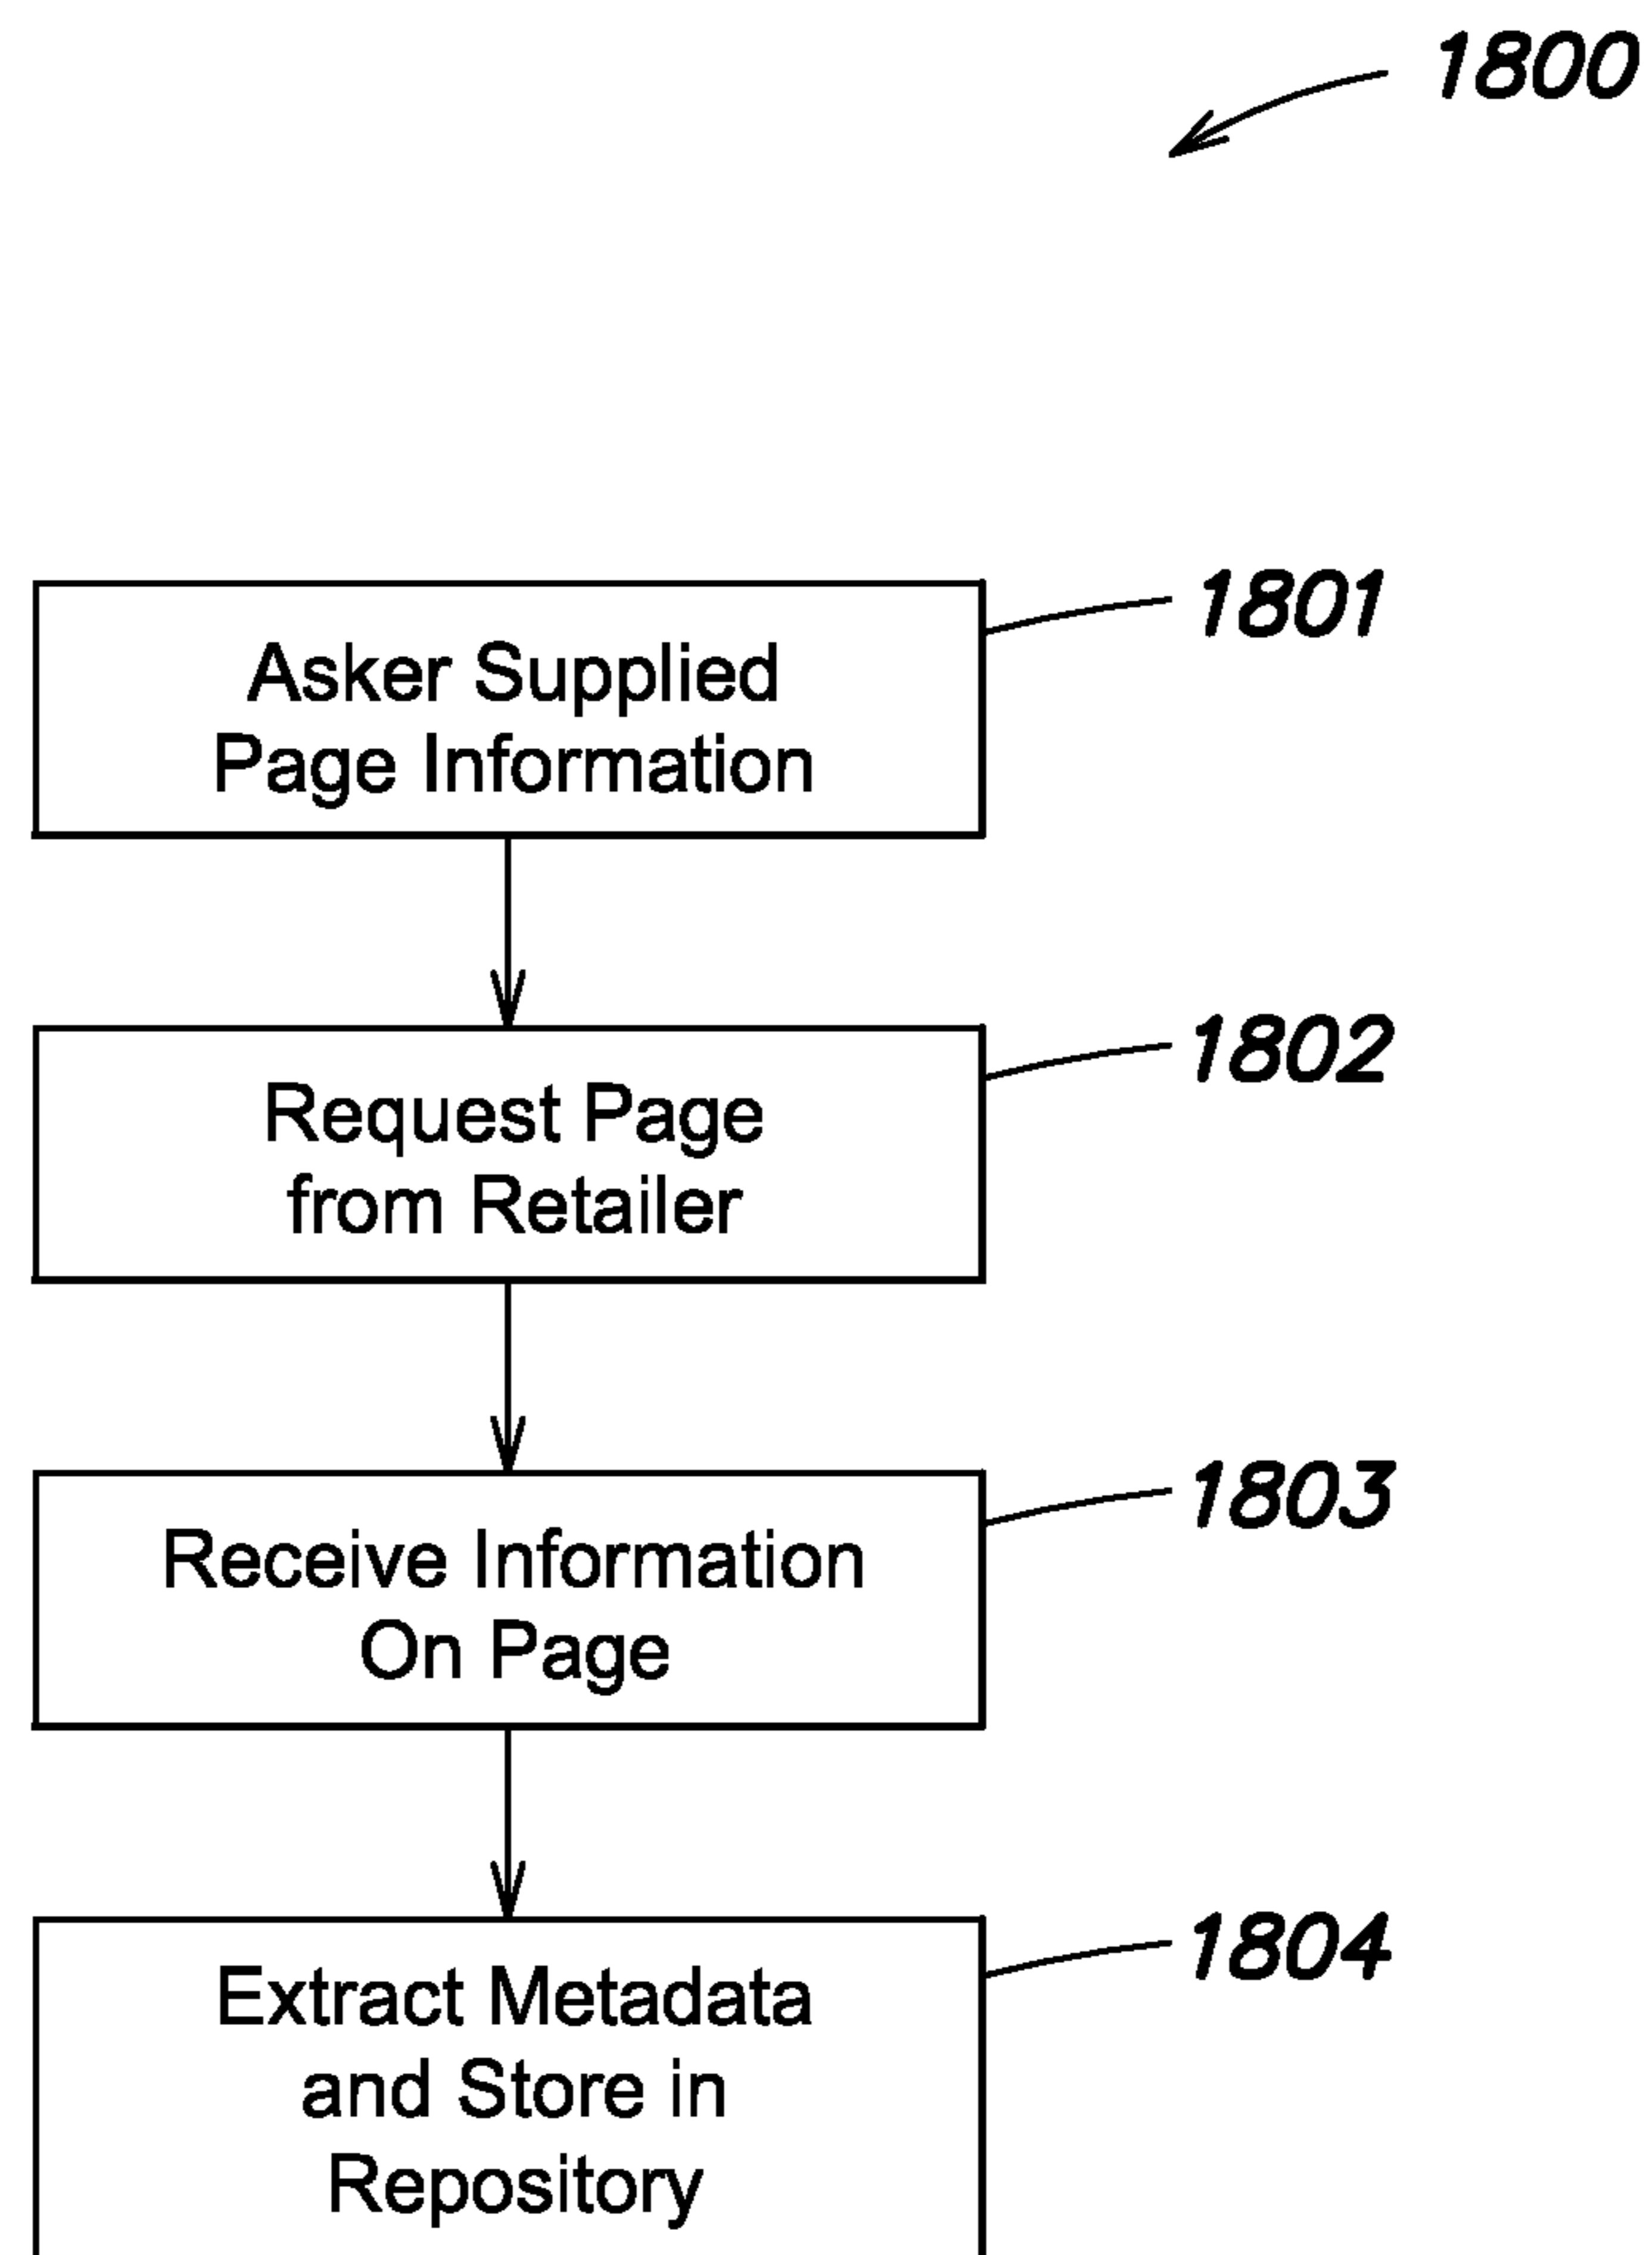 1800
Asker Supplied
Page Information
1801
Request Page
from Retailer
1802
Receive Information
On Page
1803
Extract Metadata
and Store in
Repository
1804